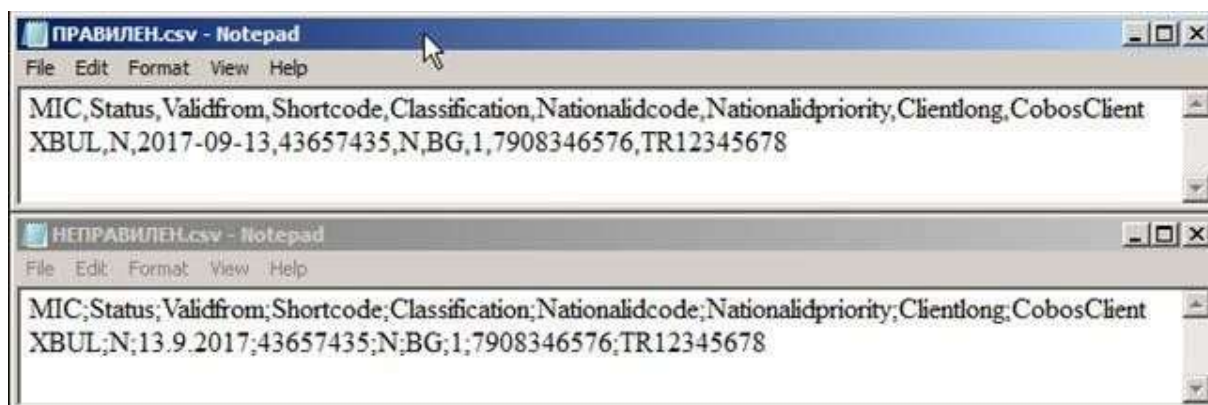 ПРАВИЛЕН.csv - Notepad
File Edit Format View Help
MIC,Status,Validfrom,Shortcode,Classification,Nationalidcode,Nationalidpriority,Clientlong,CobosClient
XBUL,N,2017-09-13,43657435,N,BG,1,7908346576,TR12345678
НЕПРАВИЛЕН.csv - Notepad
File Edit Format View Help
MIC;Status;Validfrom;Shortcode;Classification;Nationalidcode;Nationalidpriority;Clientlong;CobosClient
XBUL;N;13.9.2017;43657435;N;BG;1;7908346576;TR12345678